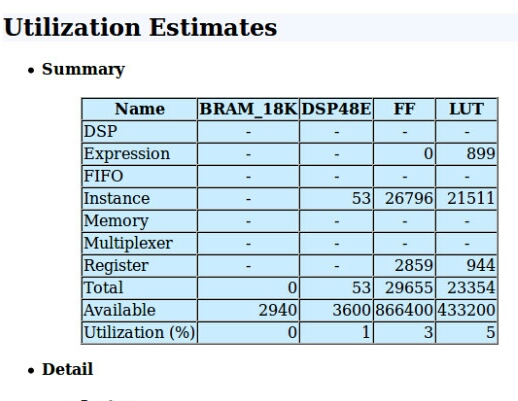 Utilization Estimates
• Summary
Name BRAM_18K DSP48E FF LUT
DSP - - - -
Expression - - 0 899
FIFO - - - -
Instance - 53 26796 21511
Memory - - - -
Multiplexer - - - -
Register - - 2859 944
Total 0 53 29655 23354
Available 2940 3600 866400 433200
Utilization (%) 0 1 3 5
• Detail